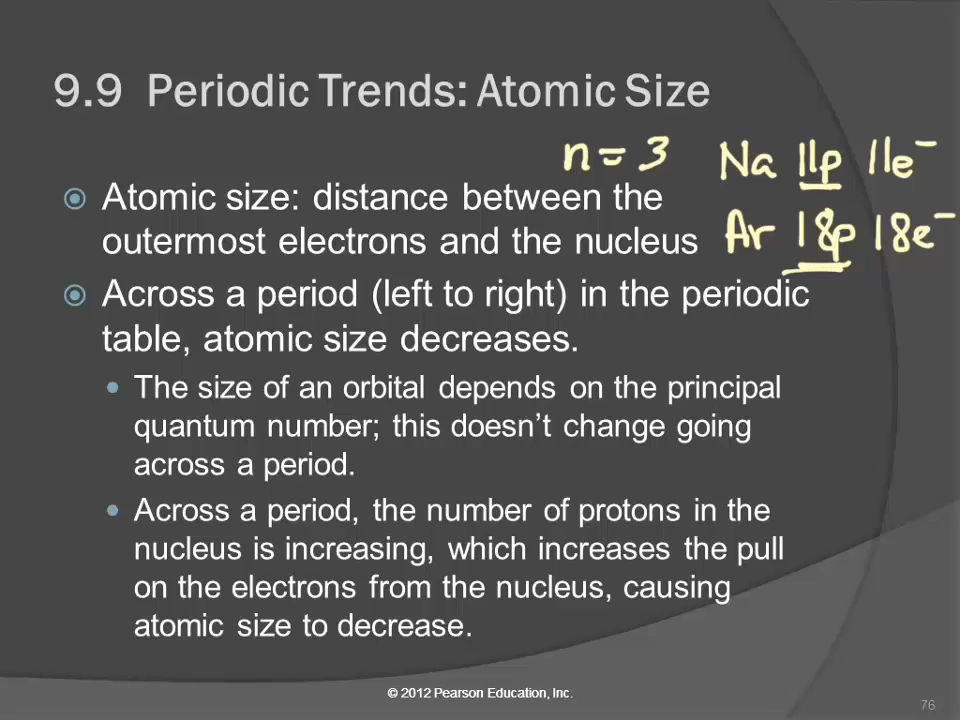 9.9 Periodic Trends: Atomic Size
n = 3 Na 11p 11e⁻
Atomic size: distance between the
outermost electrons and the nucleus
Ar 18p 18e⁻
Across a period (left to right) in the periodic
table, atomic size decreases.
The size of an orbital depends on the principal
quantum number; this doesn’t change going
across a period.
Across a period, the number of protons in the
nucleus is increasing, which increases the pull
on the electrons from the nucleus, causing
atomic size to decrease.
© 2012 Pearson Education, Inc.
76